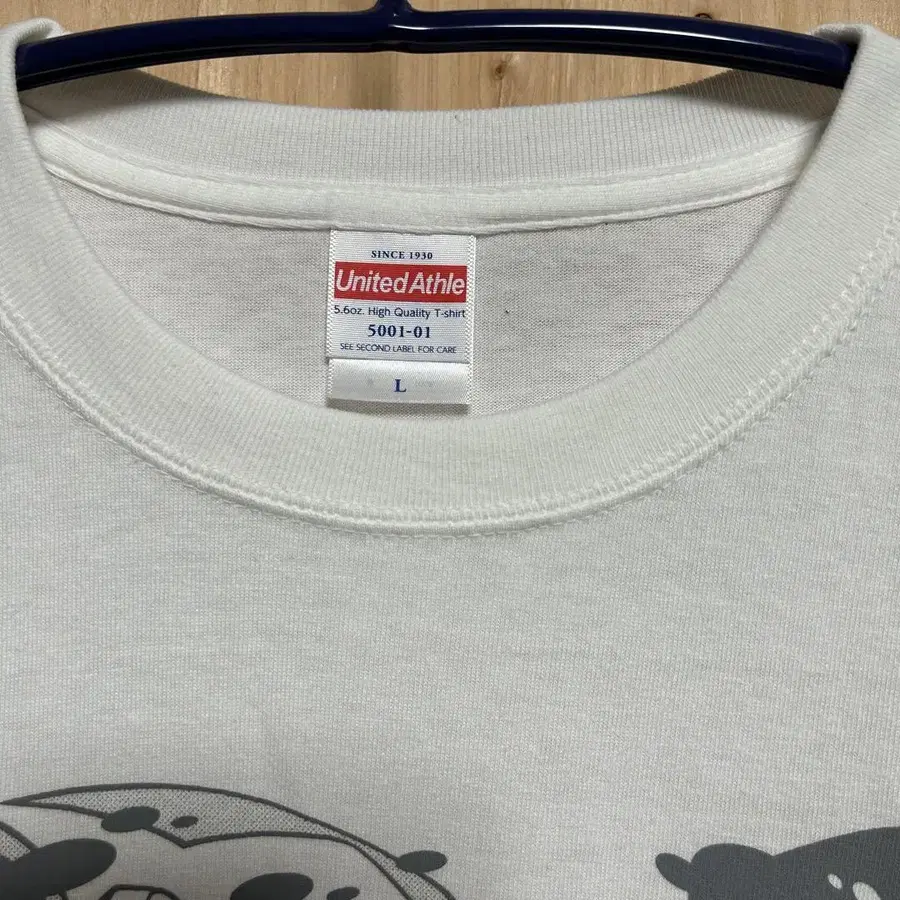 SINCE 1930
United Athle
5.6oz. High Quality T-shirt
5001-01
SEE SECOND LABEL FOR CARE
L